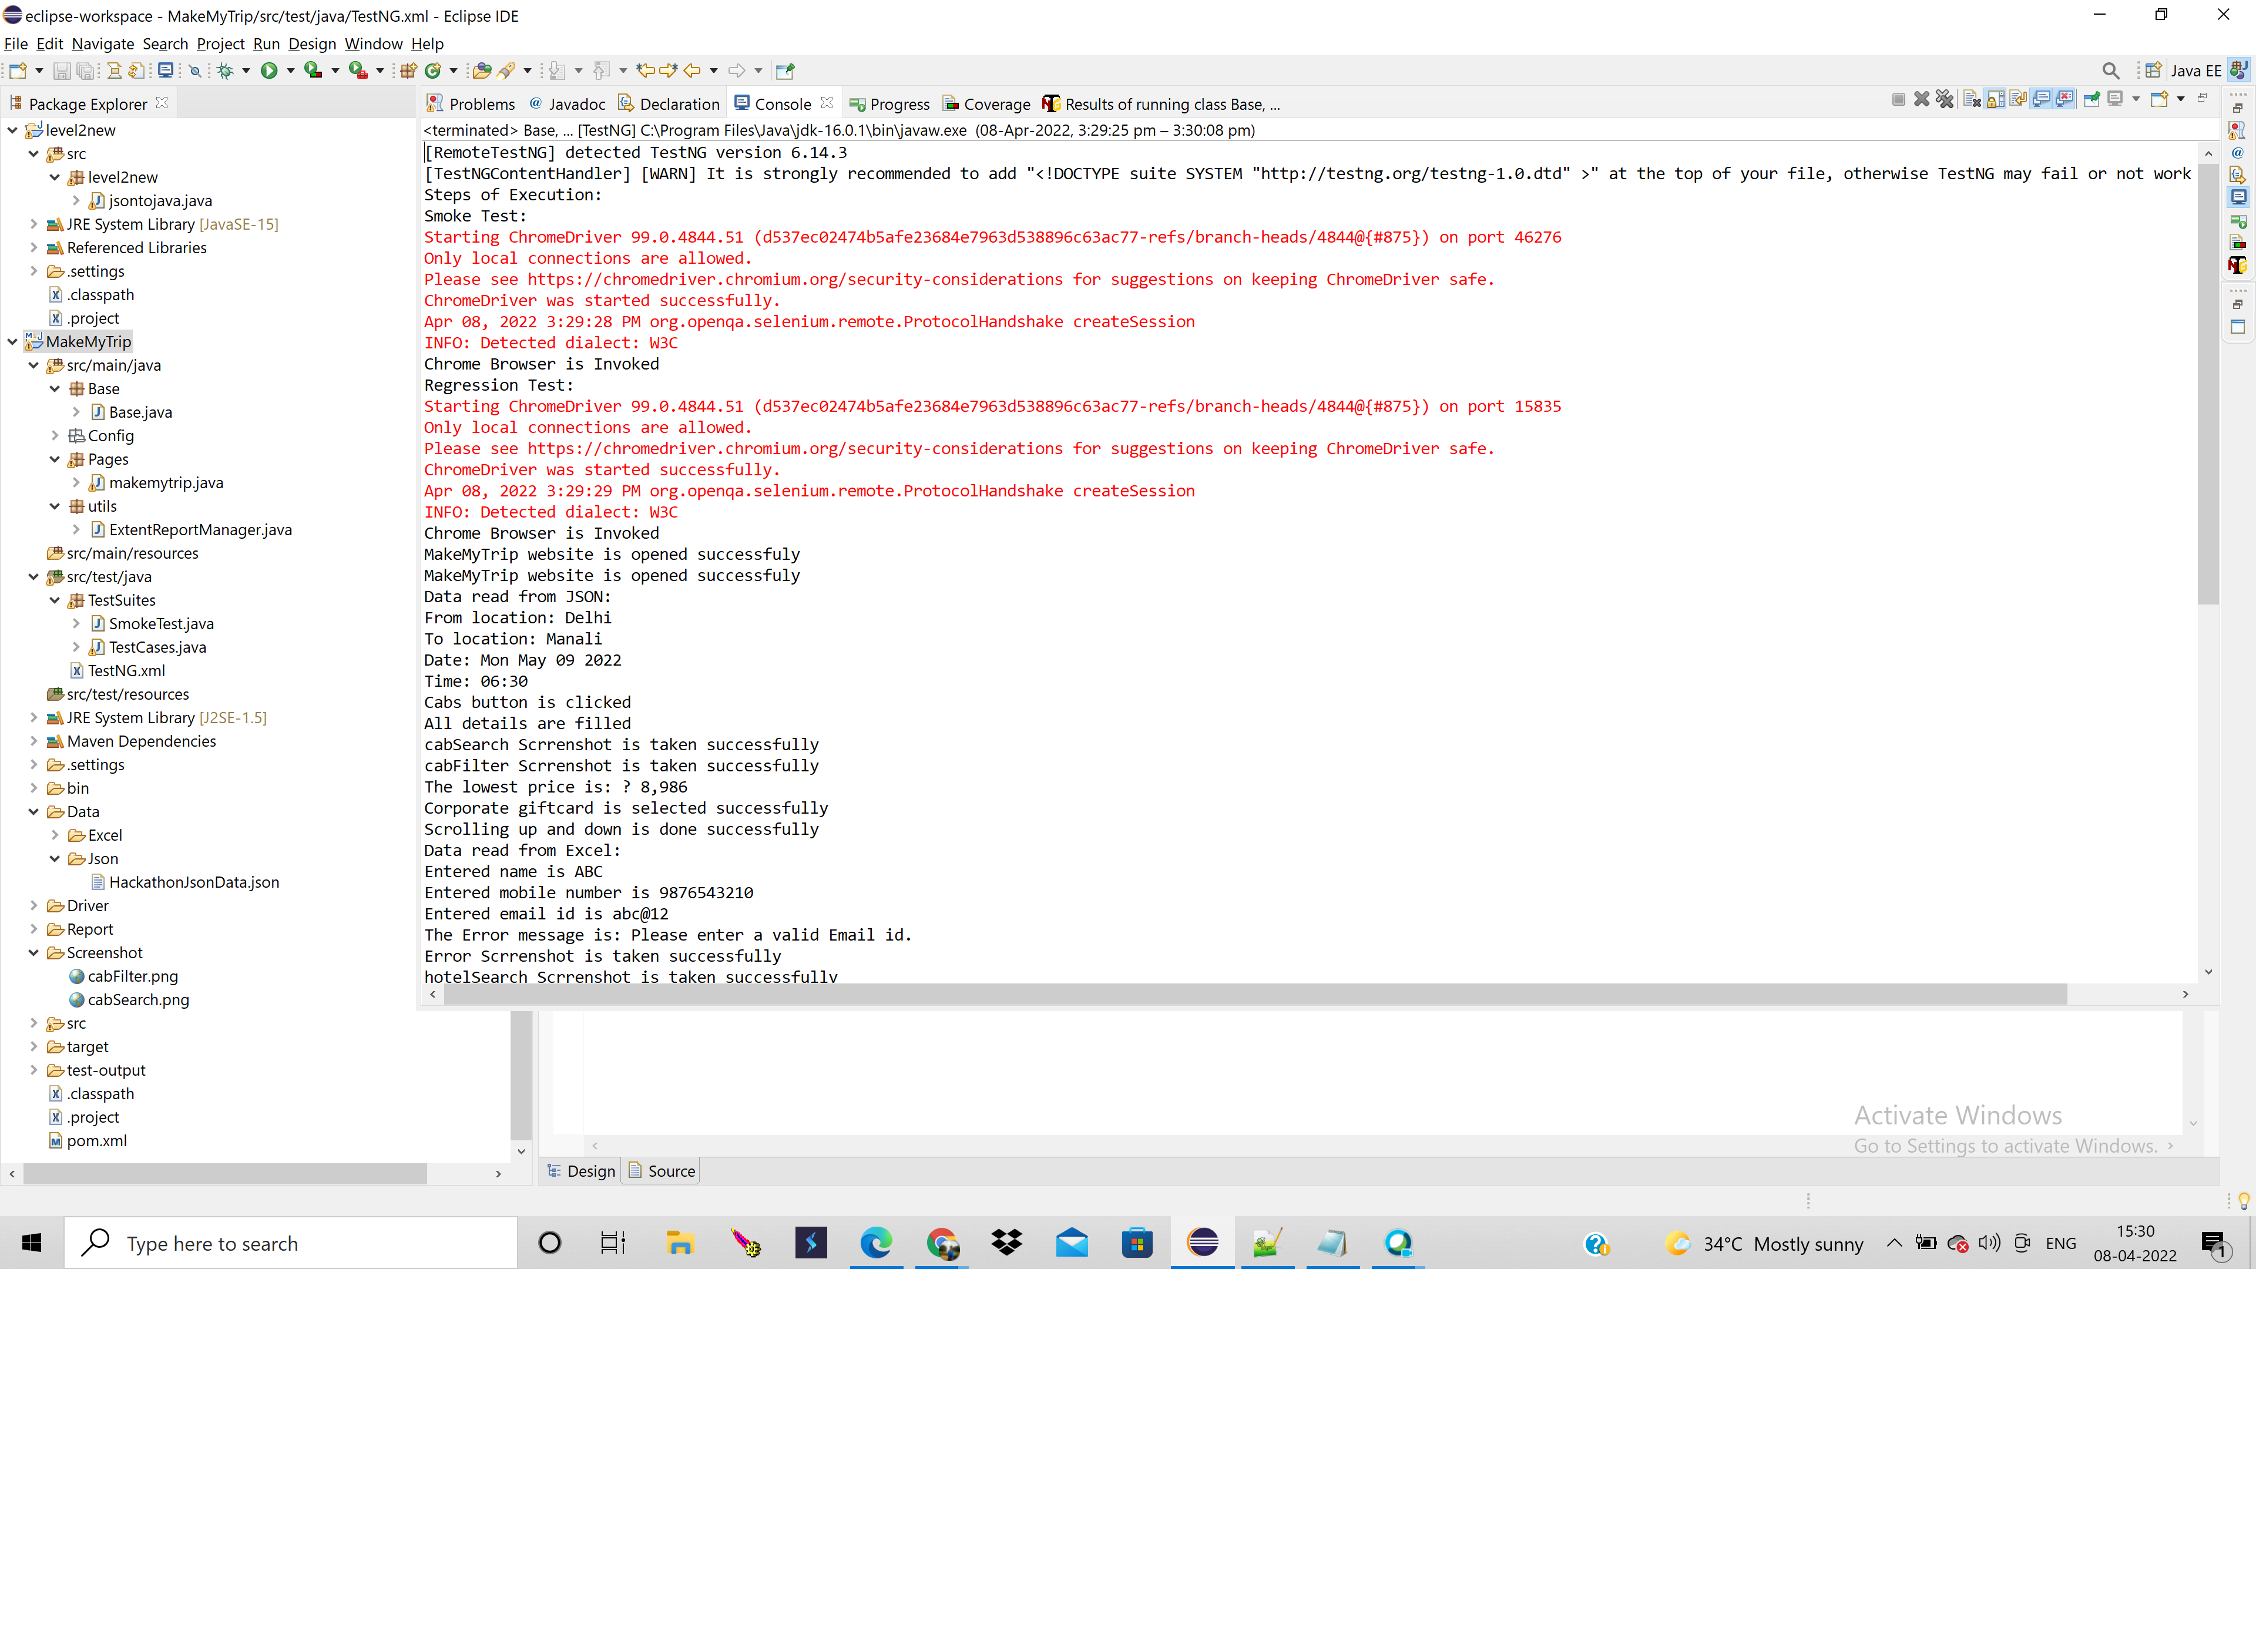 eclipse-workspace - MakeMyTrip/src/test/java/TestNG.xml - Eclipse IDE
File Edit Navigate Search Project Run Design Window Help
Java EE
Package Explorer
level2new
src
level2new
jsontojava.java
JRE System Library [JavaSE-15]
Referenced Libraries
.settings
.classpath
.project
MakeMyTrip
src/main/java
Base
Base.java
Config
Pages
makemytrip.java
utils
ExtentReportManager.java
src/main/resources
src/test/java
TestSuites
SmokeTest.java
TestCases.java
TestNG.xml
src/test/resources
JRE System Library [J2SE-1.5]
Maven Dependencies
.settings
bin
Data
Excel
Json
HackathonJsonData.json
Driver
Report
Screenshot
cabFilter.png
cabSearch.png
src
target
test-output
.classpath
.project
pom.xml
Problems @ Javadoc Declaration Console Progress Coverage Results of running class Base, ...
<terminated> Base, ... [TestNG] C:\Program Files\Java\jdk-16.0.1\bin\javaw.exe (08-Apr-2022, 3:29:25 pm – 3:30:08 pm)
[RemoteTestNG] detected TestNG version 6.14.3
[TestNGContentHandler] [WARN] It is strongly recommended to add "<!DOCTYPE suite SYSTEM "http://testng.org/testng-1.0.dtd" >" at the top of your file, otherwise TestNG may fail or not work
Steps of Execution:
Smoke Test:
Starting ChromeDriver 99.0.4844.51 (d537ec02474b5afe23684e7963d538896c63ac77-refs/branch-heads/4844@{#875}) on port 46276
Only local connections are allowed.
Please see https://chromedriver.chromium.org/security-considerations for suggestions on keeping ChromeDriver safe.
ChromeDriver was started successfully.
Apr 08, 2022 3:29:28 PM org.openqa.selenium.remote.ProtocolHandshake createSession
INFO: Detected dialect: W3C
Chrome Browser is Invoked
Regression Test:
Starting ChromeDriver 99.0.4844.51 (d537ec02474b5afe23684e7963d538896c63ac77-refs/branch-heads/4844@{#875}) on port 15835
Only local connections are allowed.
Please see https://chromedriver.chromium.org/security-considerations for suggestions on keeping ChromeDriver safe.
ChromeDriver was started successfully.
Apr 08, 2022 3:29:29 PM org.openqa.selenium.remote.ProtocolHandshake createSession
INFO: Detected dialect: W3C
Chrome Browser is Invoked
MakeMyTrip website is opened successfuly
MakeMyTrip website is opened successfuly
Data read from JSON:
From location: Delhi
To location: Manali
Date: Mon May 09 2022
Time: 06:30
Cabs button is clicked
All details are filled
cabSearch Scrrenshot is taken successfully
cabFilter Scrrenshot is taken successfully
The lowest price is: ? 8,986
Corporate giftcard is selected successfully
Scrolling up and down is done successfully
Data read from Excel:
Entered name is ABC
Entered mobile number is 9876543210
Entered email id is abc@12
The Error message is: Please enter a valid Email id.
Error Scrrenshot is taken successfully
hotelSearch Scrrenshot is taken successfully
Activate Windows
Go to Settings to activate Windows.
Design Source
Type here to search
34°C Mostly sunny
ENG
15:30
08-04-2022
1